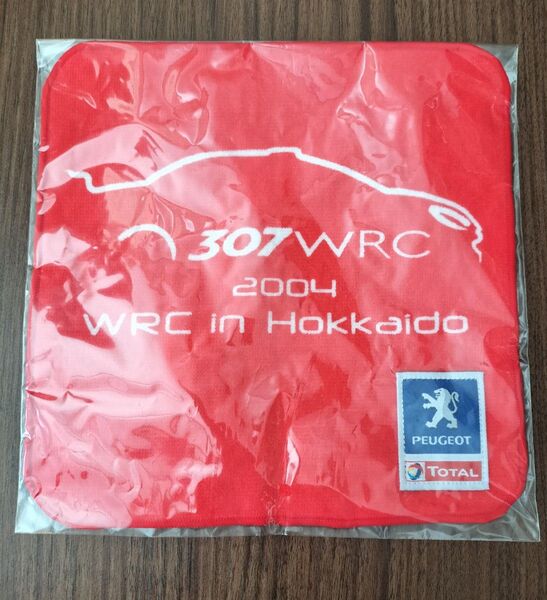 307WRC
2004
WRC in Hokkaido
PEUGEOT
TOTAL